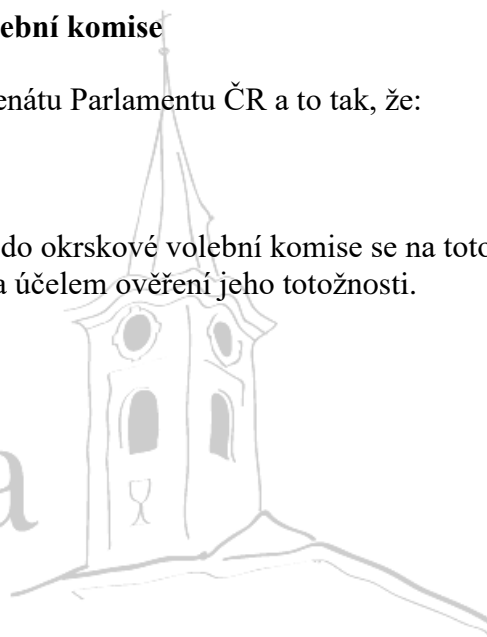 ební komise
enátu Parlamentu ČR a to tak, že:
do okrskové volební komise se na toto
a účelem ověření jeho totožnosti.
a